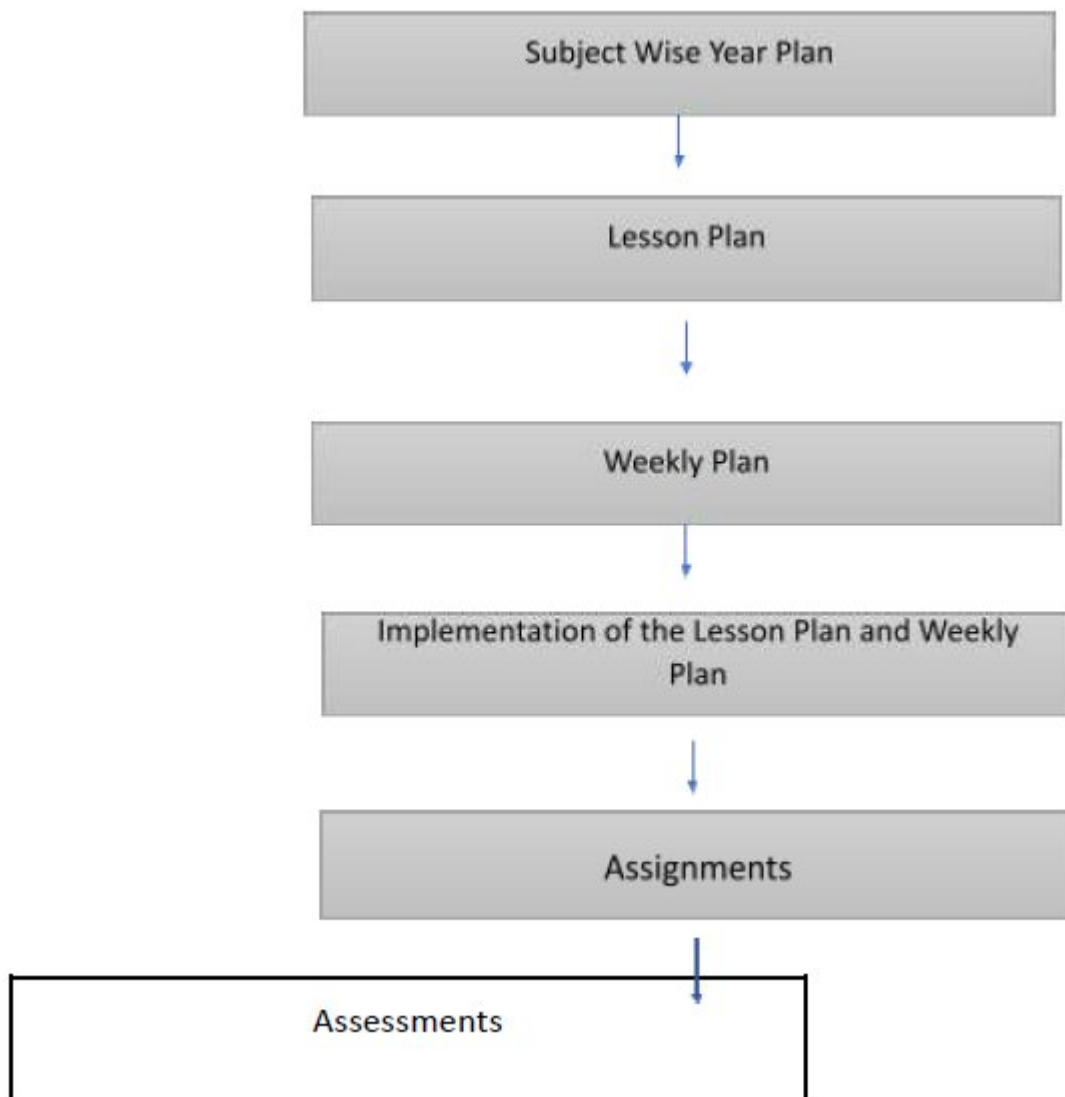 Subject Wise Year Plan
Lesson Plan
Weekly Plan
Implementation of the Lesson Plan and Weekly
Plan
Assignments
Assessments